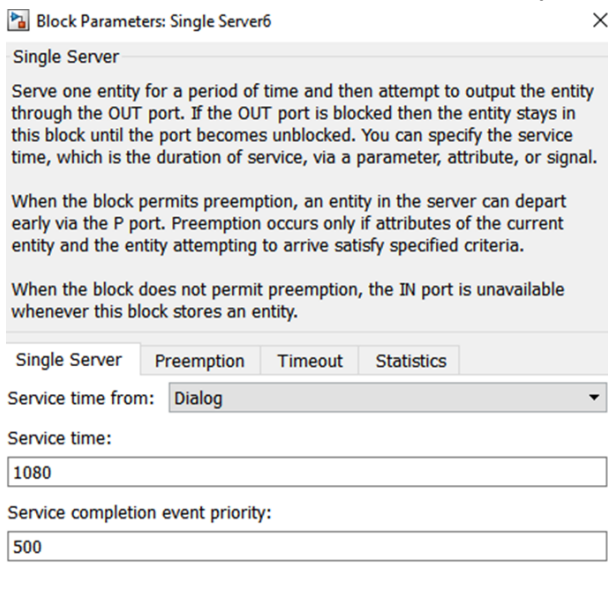 Block Parameters: Single Server6
Single Server
Serve one entity for a period of time and then attempt to output the entity
through the OUT port. If the OUT port is blocked then the entity stays in
this block until the port becomes unblocked. You can specify the service
time, which is the duration of service, via a parameter, attribute, or signal.
When the block permits preemption, an entity in the server can depart
early via the P port. Preemption occurs only if attributes of the current
entity and the entity attempting to arrive satisfy specified criteria.
When the block does not permit preemption, the IN port is unavailable
whenever this block stores an entity.
Single Server Preemption Timeout Statistics
Service time from: Dialog
Service time:
1080
Service completion event priority:
500